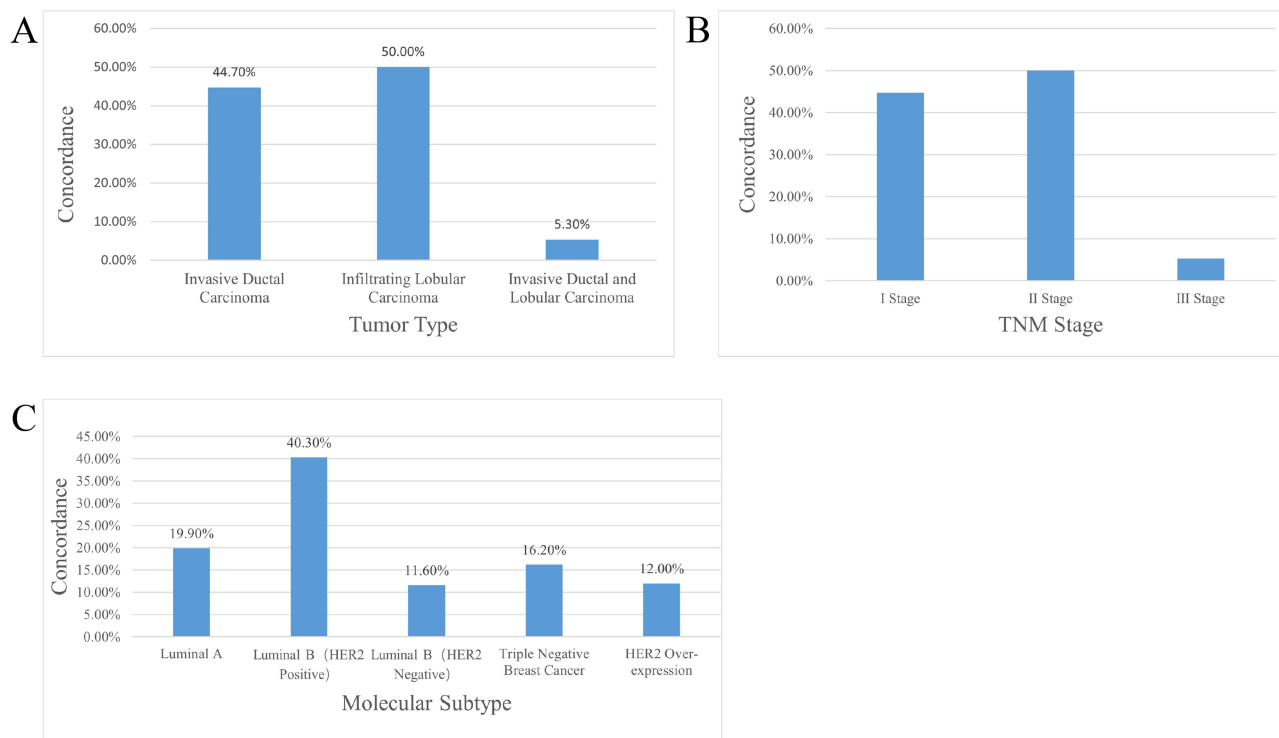 A
60.00%
50.00%
40.00%
30.00%
20.00%
10.00%
0.00%
Concordance
44.70%
50.00%
5.30%
Invasive Ductal
Carcinoma
Infiltrating Lobular
Carcinoma
Invasive Ductal and
Lobular Carcinoma
Tumor Type
B
60.00%
50.00%
40.00%
30.00%
20.00%
10.00%
0.00%
Concordance
I Stage
II Stage
III Stage
TNM Stage
C
45.00%
40.00%
35.00%
30.00%
25.00%
20.00%
15.00%
10.00%
5.00%
0.00%
Concordance
19.90%
40.30%
11.60%
16.20%
12.00%
Luminal A
Luminal B（HER2
Positive）
Luminal B（HER2
Negative）
Triple Negative
Breast Cancer
HER2 Over-
expression
Molecular Subtype